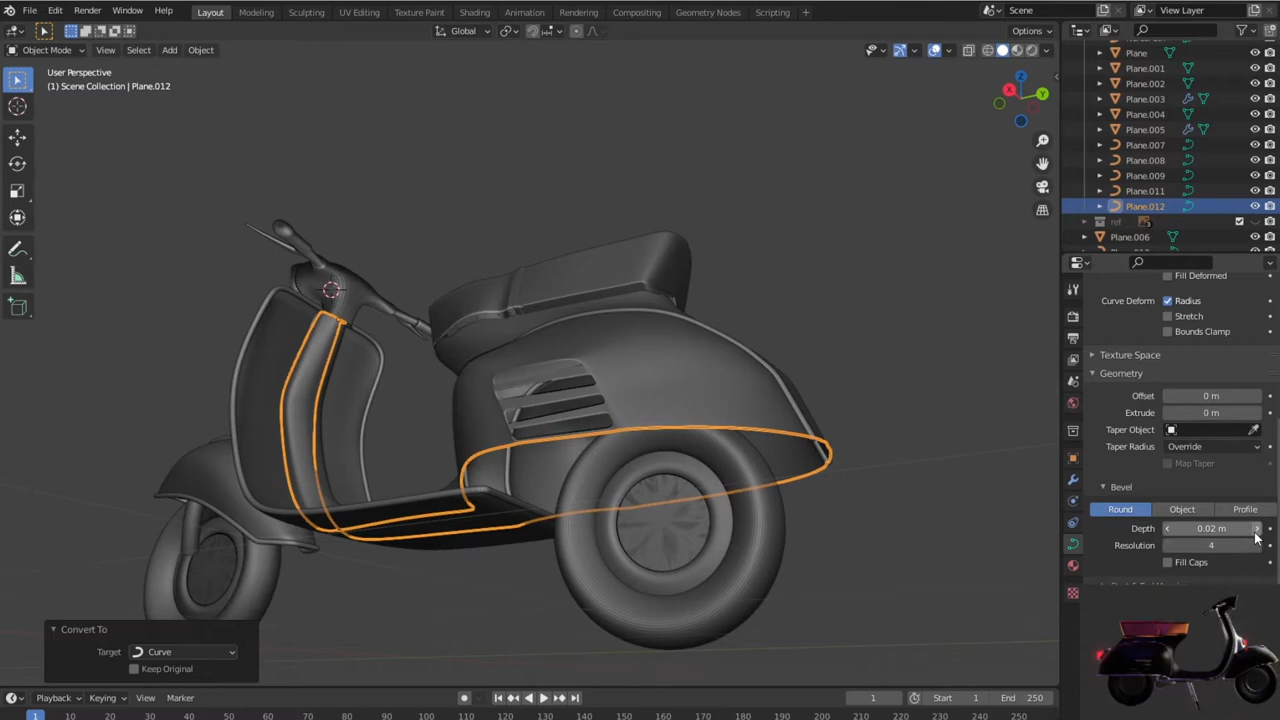 File Edit Render Window Help Layout Modeling Sculpting UV Editing Texture Paint Shading Animation Rendering Compositing Geometry Nodes Scripting + Scene View Layer
Global Options
Object Mode View Select Add Object
User Perspective
(1) Scene Collection | Plane.012
X Y Z
Plane
Plane.001
Plane.002
Plane.003
Plane.004
Plane.005
Plane.007
Plane.008
Plane.009
Plane.011
Plane.012
ref
Plane.006
Fill Deformed
Curve Deform Radius
Stretch
Bounds Clamp
Texture Space
Geometry
Offset 0 m
Extrude 0 m
Taper Object
Taper Radius Override
Map Taper
Bevel
Round Object Profile
Depth 0.02 m
Resolution 4
Fill Caps
Convert To
Target Curve
Keep Original
Playback Keying View Marker 1 Start 1 End 250
1 10 20 30 40 50 60 70 80 90 100 110 120 130 140 150 160 170 180 190 200 210 220 230 240 250